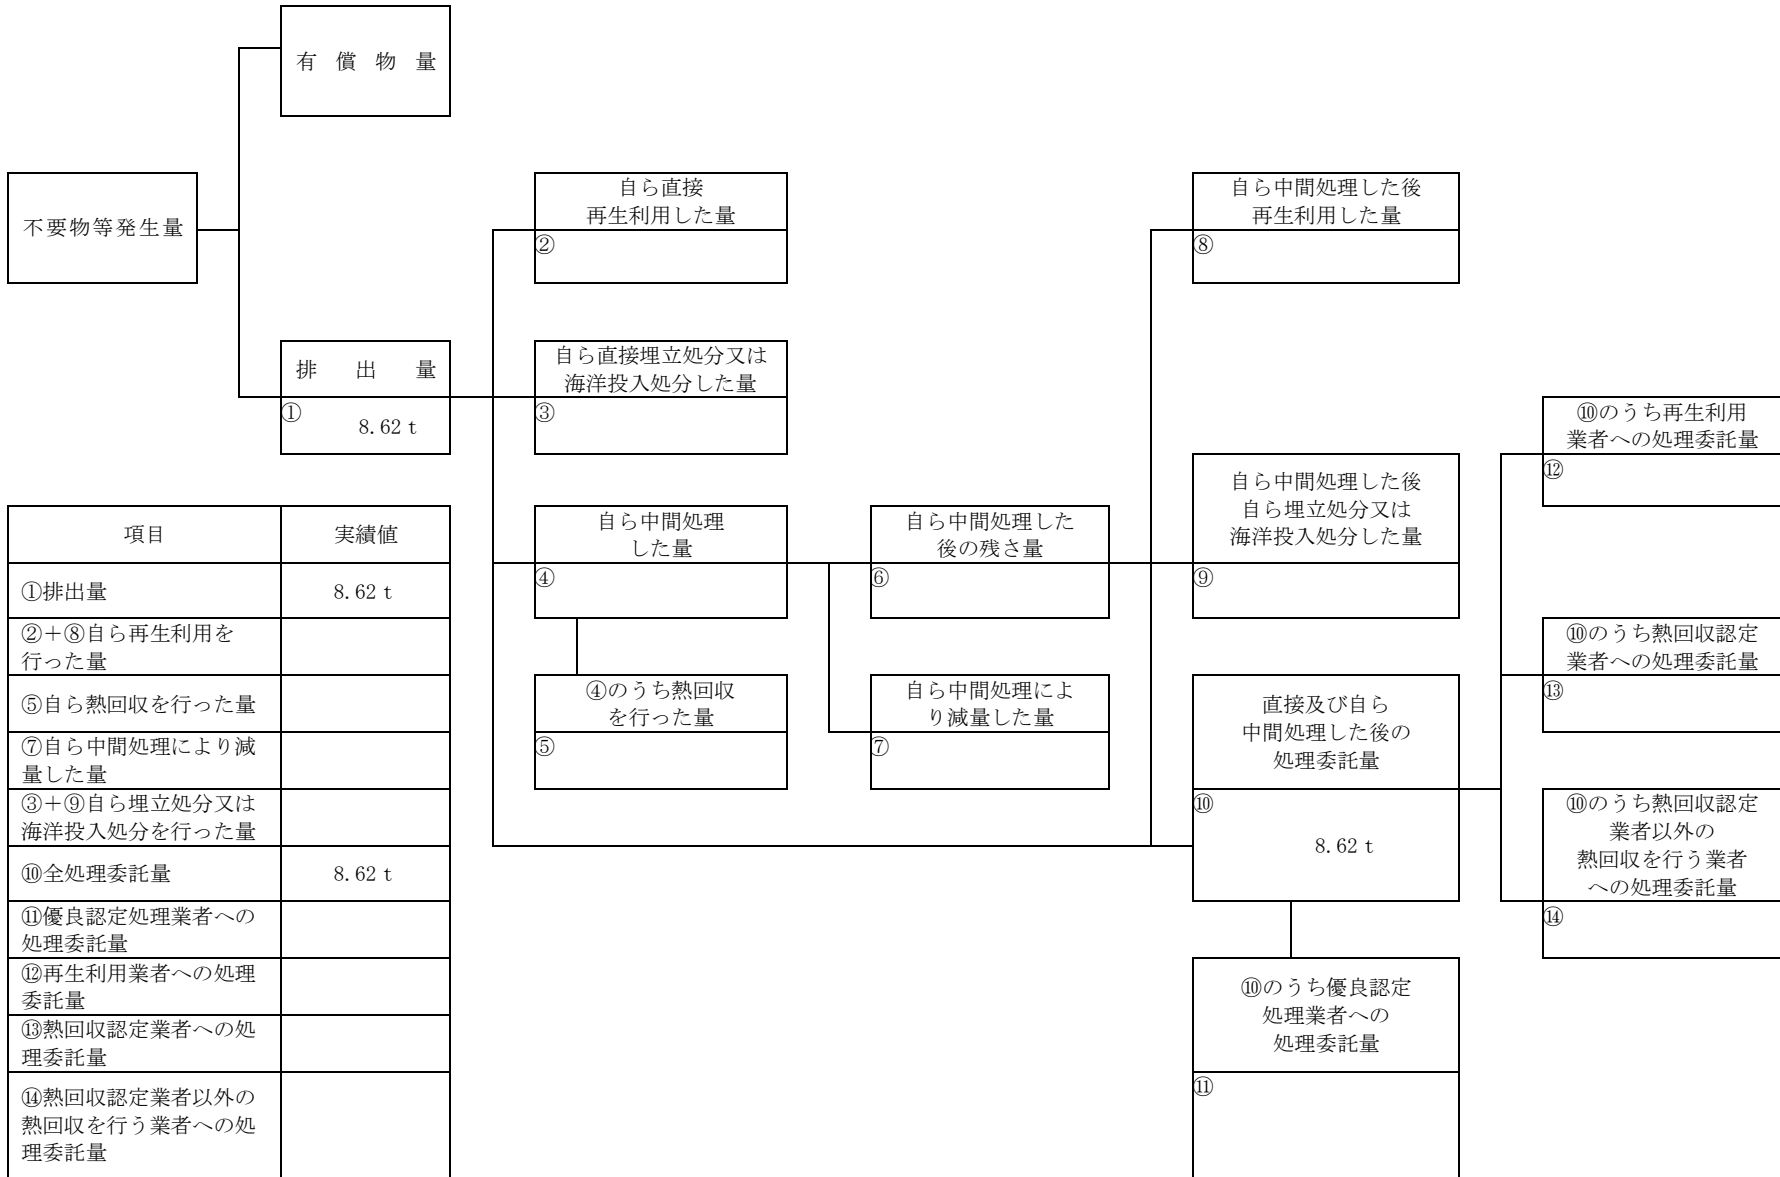 有償物量
不要物等発生量
自ら直接
再生利用した量
②
自ら中間処理した後
再生利用した量
⑧
排出量
①
8.62 t
自ら直接埋立処分又は
海洋投入処分した量
③
⑩のうち再生利用
業者への処理委託量
⑫
自ら中間処理
した量
④
自ら中間処理した
後の残さ量
⑥
自ら中間処理した後
自ら埋立処分又は
海洋投入処分した量
⑨
⑩のうち熱回収認定
業者への処理委託量
⑬
④のうち熱回収
を行った量
⑤
自ら中間処理によ
り減量した量
⑦
直接及び自ら
中間処理した後の
処理委託量
⑩
8.62 t
⑩のうち熱回収認定
業者以外の
熱回収を行う業者
への処理委託量
⑭
⑩のうち優良認定
処理業者への
処理委託量
⑪
項目 実績値
①排出量 8.62 t
②+⑧自ら再生利用を
行った量
⑤自ら熱回収を行った量
⑦自ら中間処理により減
量した量
③+⑨自ら埋立処分又は
海洋投入処分を行った量
⑩全処理委託量 8.62 t
⑪優良認定処理業者への
処理委託量
⑫再生利用業者への処理
委託量
⑬熱回収認定業者への処
理委託量
⑭熱回収認定業者以外の
熱回収を行う業者への処
理委託量